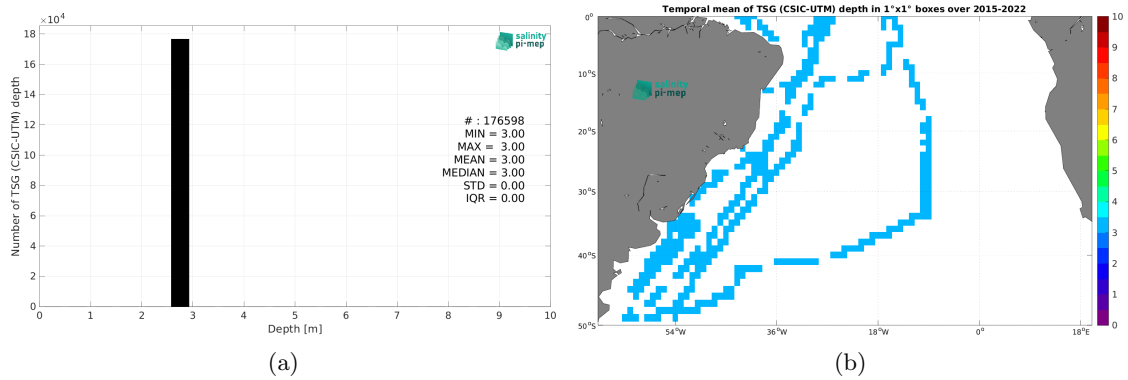 ×10⁴
18
16
14
12
10
8
6
4
2
0
Number of TSG (CSIC-UTM) depth
salinity
pi-mep
# : 176598
MIN = 3.00
MAX = 3.00
MEAN = 3.00
MEDIAN = 3.00
STD = 0.00
IQR = 0.00
0 1 2 3 4 5 6 7 8 9 10
Depth [m]
(a)
Temporal mean of TSG (CSIC-UTM) depth in 1°x1° boxes over 2015-2022
0°
10°S
20°S
30°S
40°S
50°S
salinity
pi-mep
54°W 36°W 18°W 0° 18°E
10
9
8
7
6
5
4
3
2
1
0
(b)